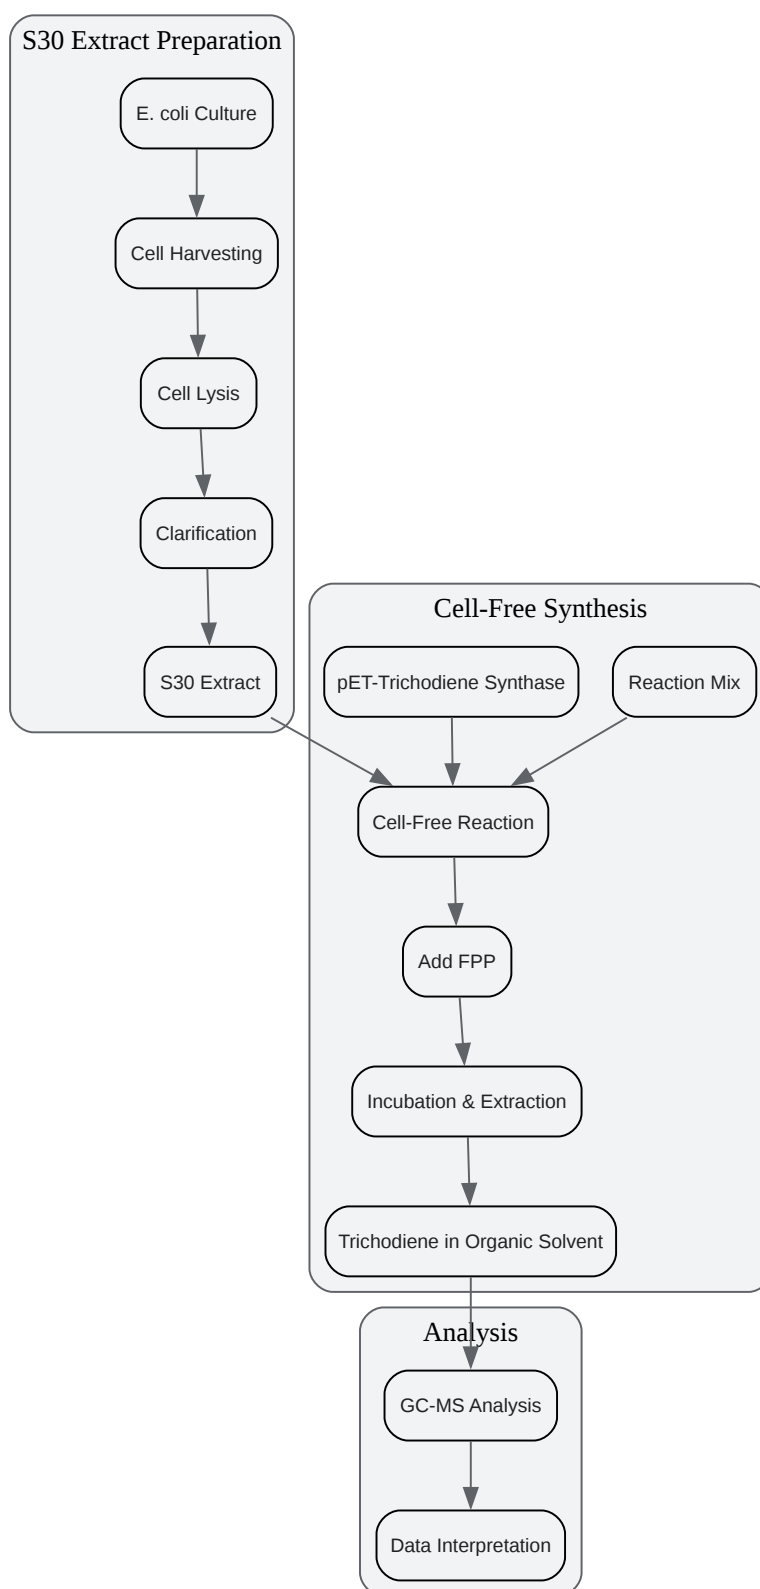 S30 Extract Preparation
E. coli Culture
Cell Harvesting
Cell Lysis
Clarification
S30 Extract
Cell-Free Synthesis
pET-Trichodiene Synthase
Reaction Mix
Cell-Free Reaction
Add FPP
Incubation & Extraction
Trichodiene in Organic Solvent
Analysis
GC-MS Analysis
Data Interpretation